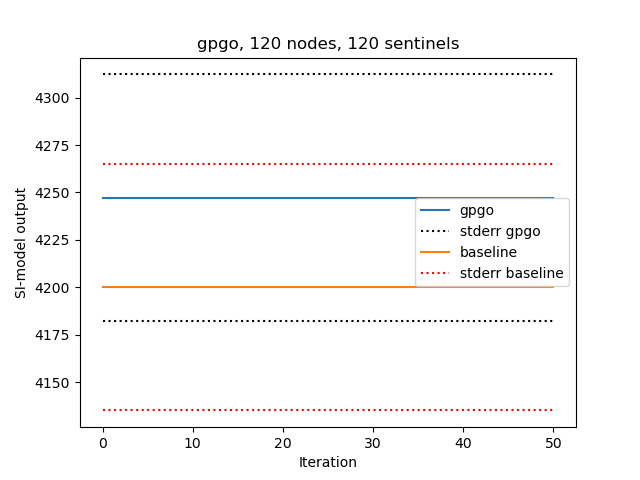 gpgo, 120 nodes, 120 sentinels
SI-model output
4300
4275
4250
4225
4200
4175
4150
gpgo
stderr gpgo
baseline
stderr baseline
0 10 20 30 40 50
Iteration